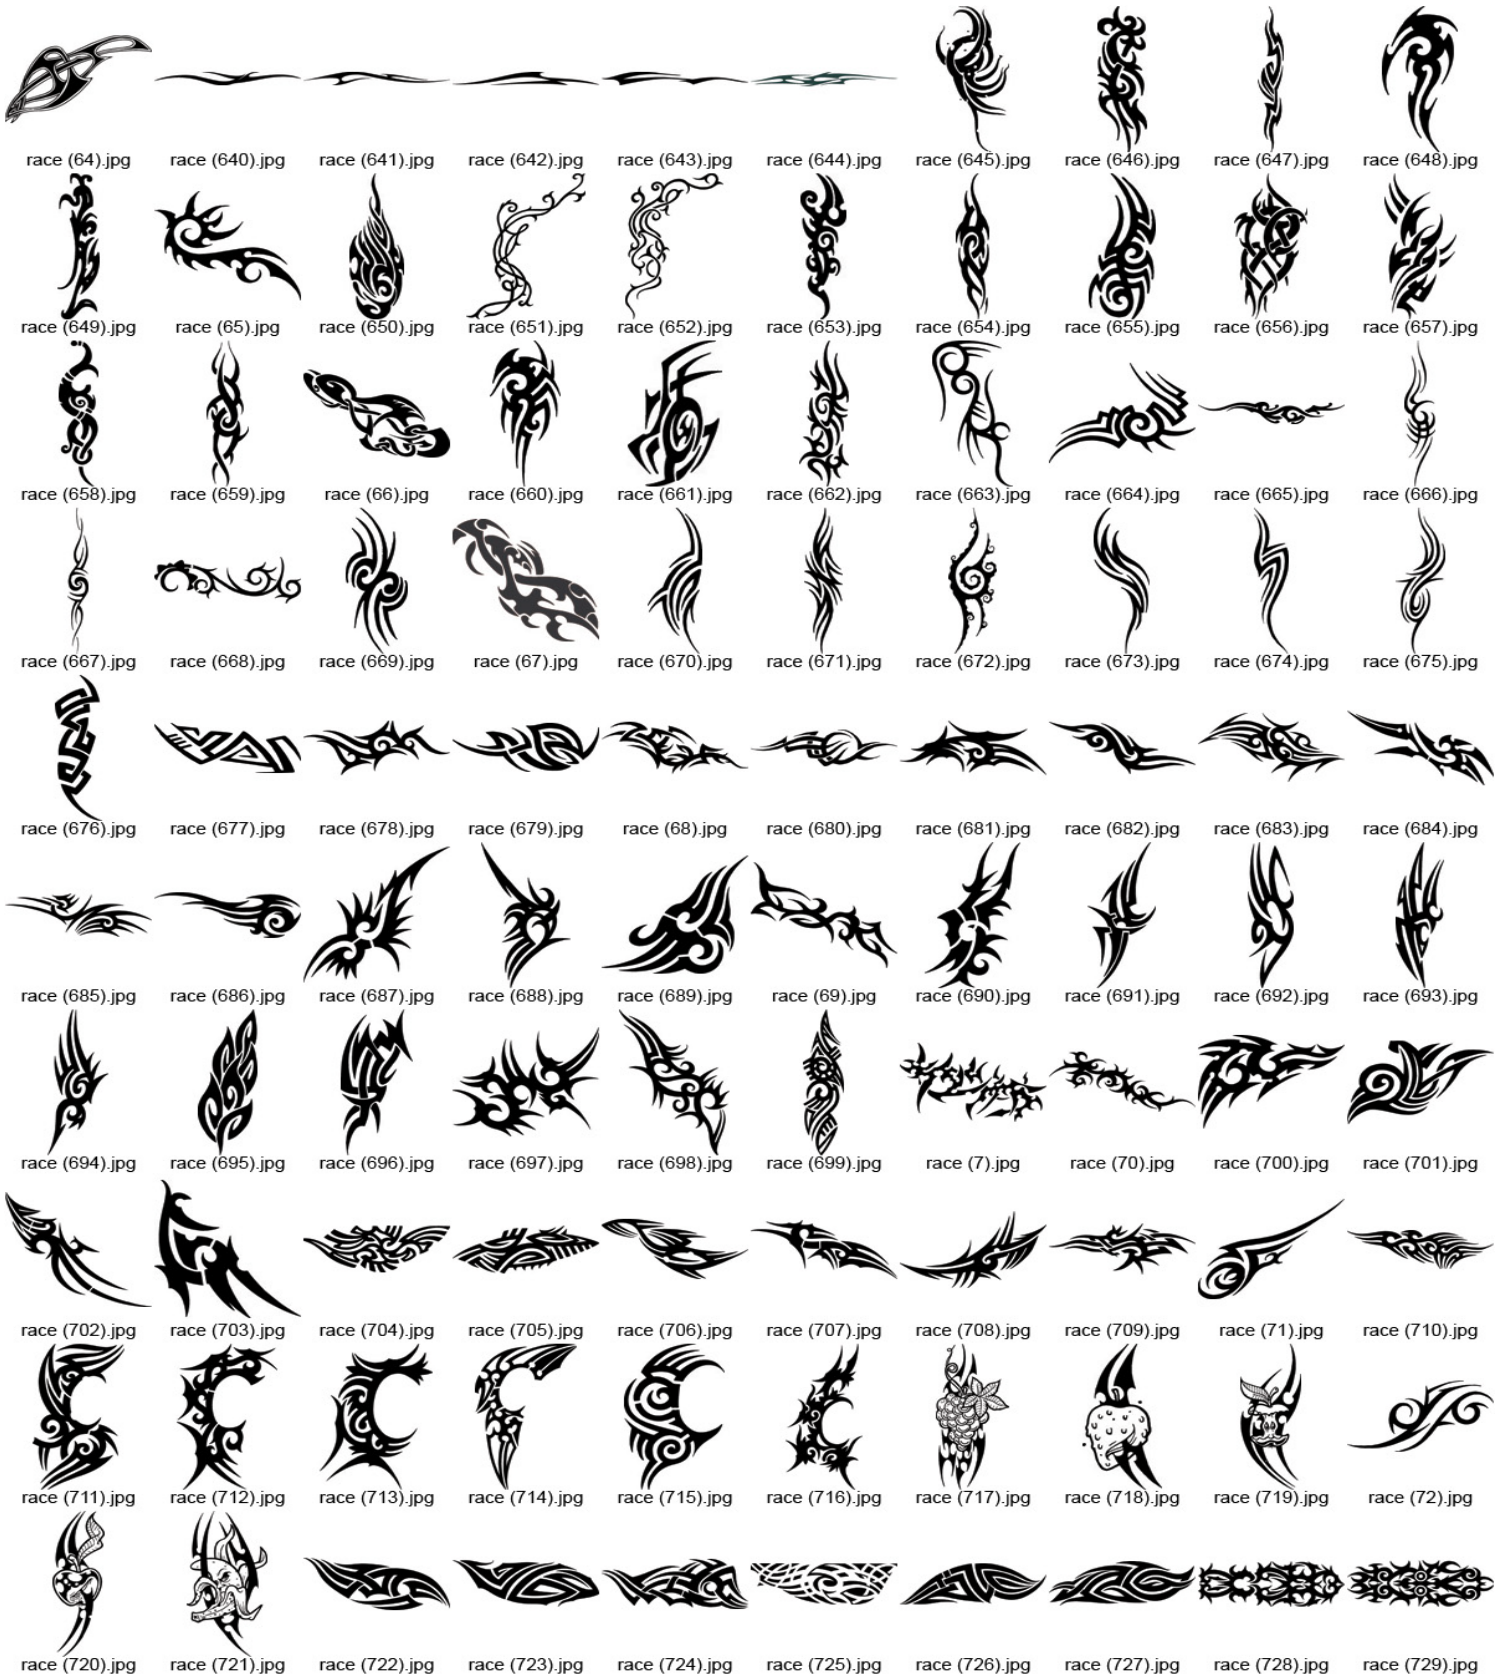 race (64).jpg race (640).jpg race (641).jpg race (642).jpg race (643).jpg race (644).jpg race (645).jpg race (646).jpg race (647).jpg race (648).jpg
race (649).jpg race (65).jpg race (650).jpg race (651).jpg race (652).jpg race (653).jpg race (654).jpg race (655).jpg race (656).jpg race (657).jpg
race (658).jpg race (659).jpg race (66).jpg race (660).jpg race (661).jpg race (662).jpg race (663).jpg race (664).jpg race (665).jpg race (666).jpg
race (667).jpg race (668).jpg race (669).jpg race (67).jpg race (670).jpg race (671).jpg race (672).jpg race (673).jpg race (674).jpg race (675).jpg
race (676).jpg race (677).jpg race (678).jpg race (679).jpg race (68).jpg race (680).jpg race (681).jpg race (682).jpg race (683).jpg race (684).jpg
race (685).jpg race (686).jpg race (687).jpg race (688).jpg race (689).jpg race (69).jpg race (690).jpg race (691).jpg race (692).jpg race (693).jpg
race (694).jpg race (695).jpg race (696).jpg race (697).jpg race (698).jpg race (699).jpg race (7).jpg race (70).jpg race (700).jpg race (701).jpg
race (702).jpg race (703).jpg race (704).jpg race (705).jpg race (706).jpg race (707).jpg race (708).jpg race (709).jpg race (71).jpg race (710).jpg
race (711).jpg race (712).jpg race (713).jpg race (714).jpg race (715).jpg race (716).jpg race (717).jpg race (718).jpg race (719).jpg race (72).jpg
race (720).jpg race (721).jpg race (722).jpg race (723).jpg race (724).jpg race (725).jpg race (726).jpg race (727).jpg race (728).jpg race (729).jpg